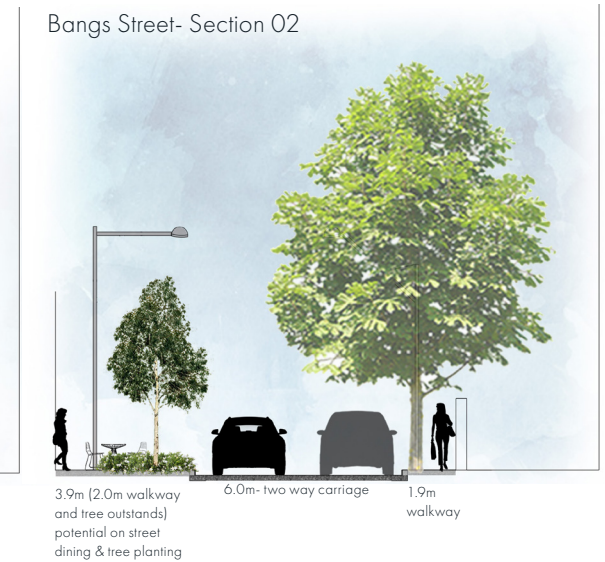 Bangs Street- Section 02
3.9m (2.0m walkway
and tree outstands)
potential on street
dining & tree planting
6.0m- two way carriage
1.9m
walkway